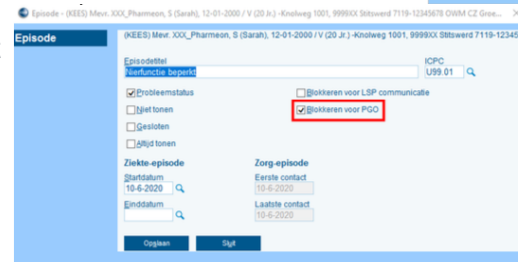 Episode - (KEES) Mevr. XXX_Pharmeon, S (Sarah), 12-01-2000 / V (20 Jr.) -Knolweg 1001, 9999XX Stitswerd 7119-12345678 OWM CZ Groe...
Episode
(KEES) Mevr. XXX_Pharmeon, S (Sarah), 12-01-2000 / V (20 Jr.) -Knolweg 1001, 9999XX Stitswerd 7119-12345
Episodetitel
ICPC
Nierfunctie beperkt
U99.01
Probleemstatus
Blokkeren voor LSP communicatie
Niet tonen
Blokkeren voor PGO
Gesloten
Altijd tonen
Ziekte-episode
Zorg-episode
Startdatum
Eerste contact
10-6-2020
10-6-2020
Einddatum
Laatste contact
10-6-2020
Opslaan
Sluit